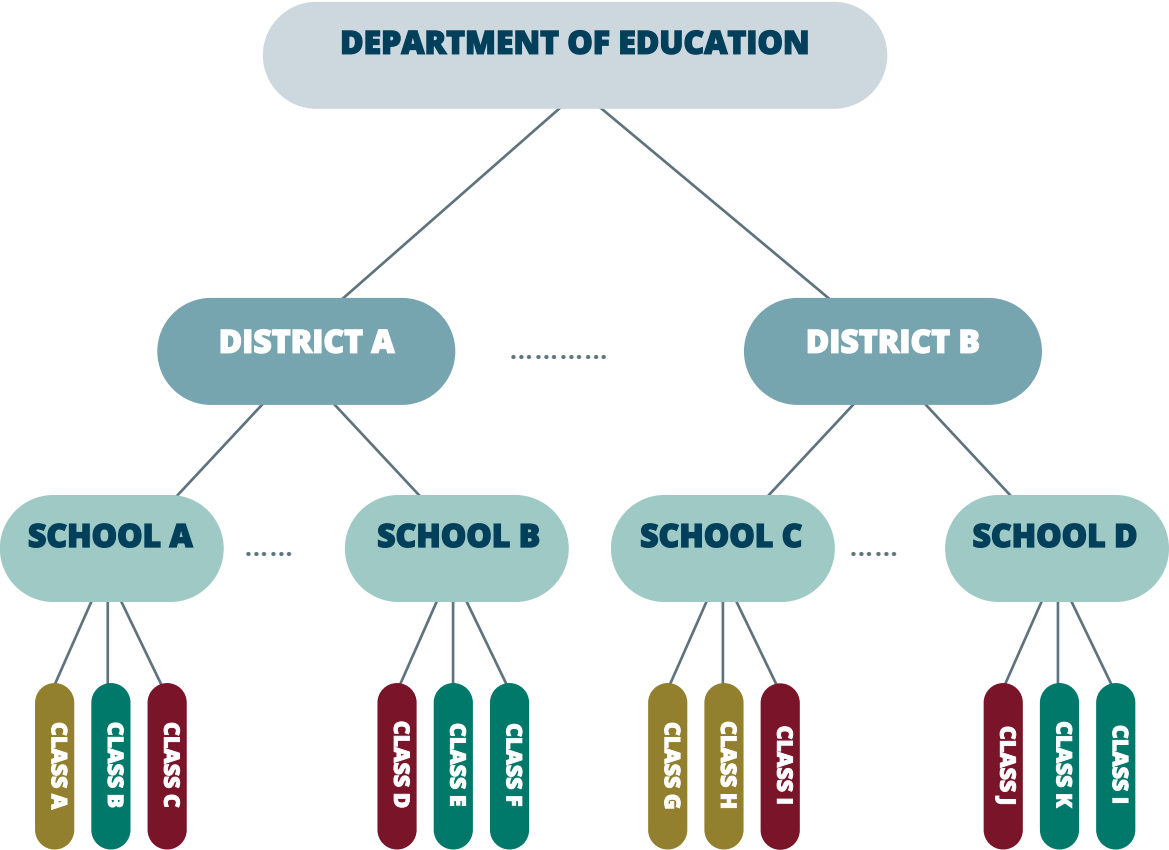 DEPARTMENT OF EDUCATION
DISTRICT A
............
DISTRICT B
SCHOOL A
......
SCHOOL B
SCHOOL C
......
SCHOOL D
CLASS A
CLASS B
CLASS C
CLASS D
CLASS E
CLASS F
CLASS G
CLASS H
CLASS I
CLASS J
CLASS K
CLASS I